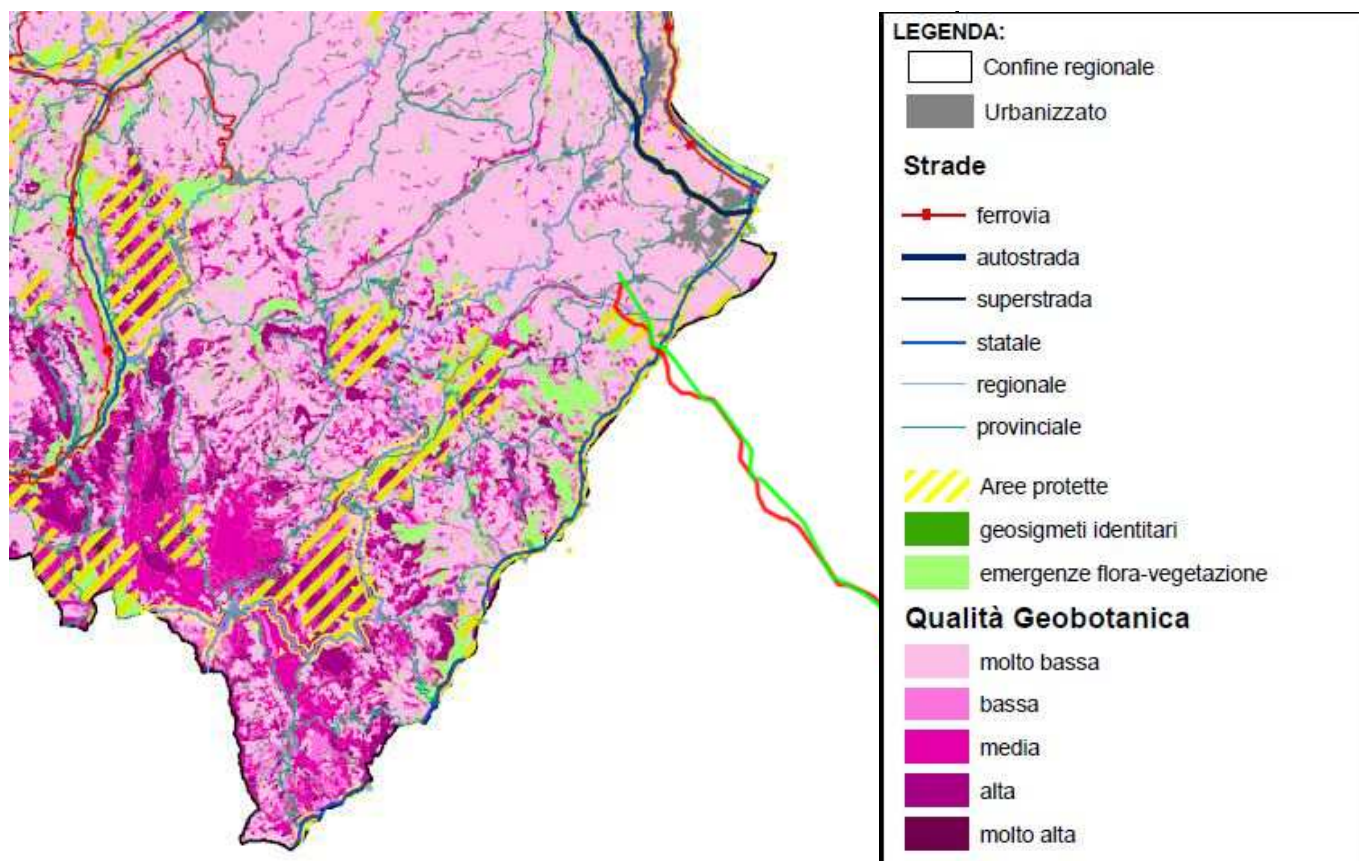 LEGENDA:
Confine regionale
Urbanizzato
Strade
ferrovia
autostrada
superstrada
statale
regionale
provinciale
Aree protette
geosigmeti identitari
emergenze flora-vegetazione
Qualità Geobotanica
molto bassa
bassa
media
alta
molto alta